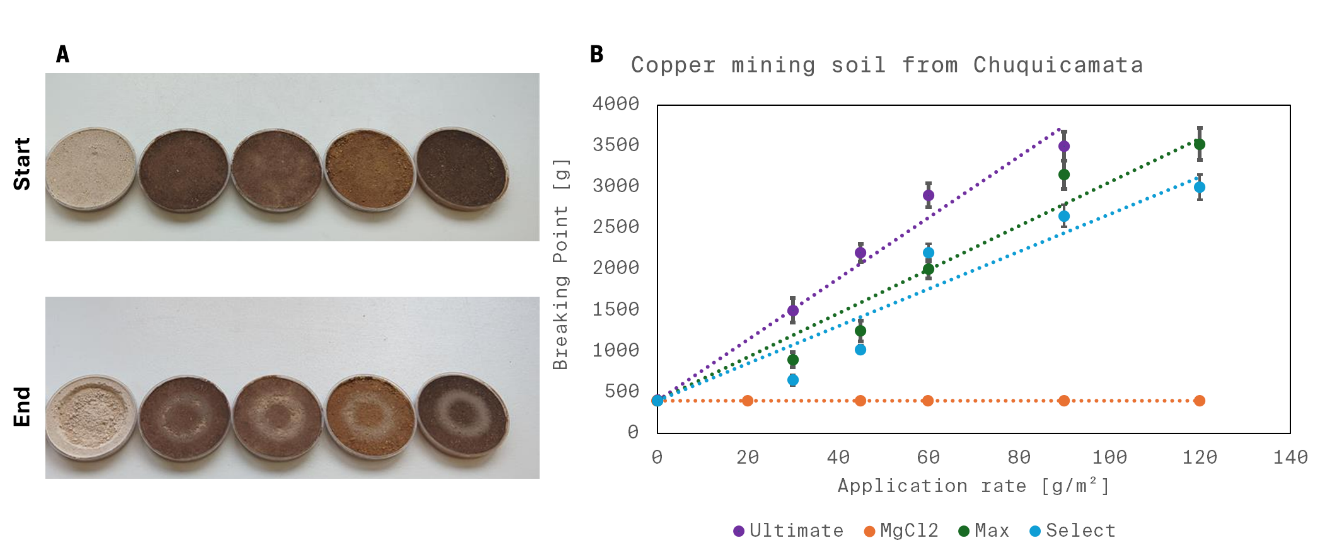 A
Start
End
B
Copper mining soil from Chuquicamata
Breaking Point [g]
4000
3500
3000
2500
2000
1500
1000
500
0
0 20 40 60 80 100 120 140
Application rate [g/m²]
Ultimate MgCl2 Max Select